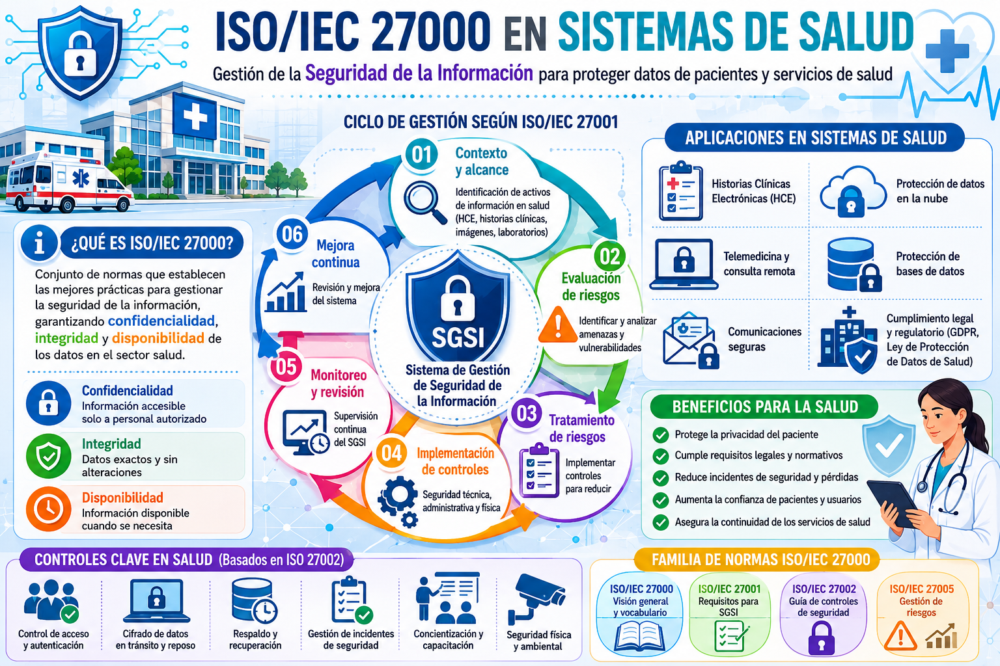 ISO/IEC 27000 EN SISTEMAS DE SALUD
Gestión de la Seguridad de la Información para proteger datos de pacientes y servicios de salud
¿QUÉ ES ISO/IEC 27000?
Conjunto de normas que establecen
las mejores prácticas para gestionar
la seguridad de la información,
garantizando confidencialidad,
integridad y disponibilidad de
los datos en el sector salud.
Confidencialidad
Información accesible
solo a personal autorizado
Integridad
Datos exactos y sin
alteraciones
Disponibilidad
Información disponible
cuando se necesita
CICLO DE GESTIÓN SEGÚN ISO/IEC 27001
01
Contexto
y alcance
Identificación de activos
de información en salud
(HCE, historias clínicas,
imágenes, laboratorios)
02
Evaluación
de riesgos
Identificar y analizar
amenazas y
vulnerabilidades
03
Tratamiento
de riesgos
Implementar
controles
para reducir
04
Implementación
de controles
Seguridad técnica,
administrativa y física
05
Monitoreo
y revisión
Supervisión
continua
del SGSI
06
Mejora
continua
Revisión y mejora
del sistema
SGSI
Sistema de Gestión
de Seguridad de
la Información
APLICACIONES EN SISTEMAS DE SALUD
Historias Clínicas
Electrónicas (HCE)
Protección de datos
en la nube
Telemedicina y
consulta remota
Protección de
bases de datos
Comunicaciones
seguras
Cumplimiento legal
y regulatorio (GDPR,
Ley de Protección
de Datos de Salud)
BENEFICIOS PARA LA SALUD
Protege la privacidad del paciente
Cumple requisitos legales y normativos
Reduce incidentes de seguridad y pérdidas
Aumenta la confianza de pacientes y usuarios
Asegura la continuidad de los servicios de salud
CONTROLES CLAVE EN SALUD (Basados en ISO 27002)
Control de acceso
y autenticación
Cifrado de datos
en tránsito y reposo
Respaldo y
recuperación
Gestión de incidentes
de seguridad
Concientización y
capacitación
Seguridad física
y ambiental
FAMILIA DE NORMAS ISO/IEC 27000
ISO/IEC 27000
Visión general
y vocabulario
ISO/IEC 27001
Requisitos para
SGSI
ISO/IEC 27002
Guía de controles
de seguridad
ISO/IEC 27005
Gestión de
riesgos